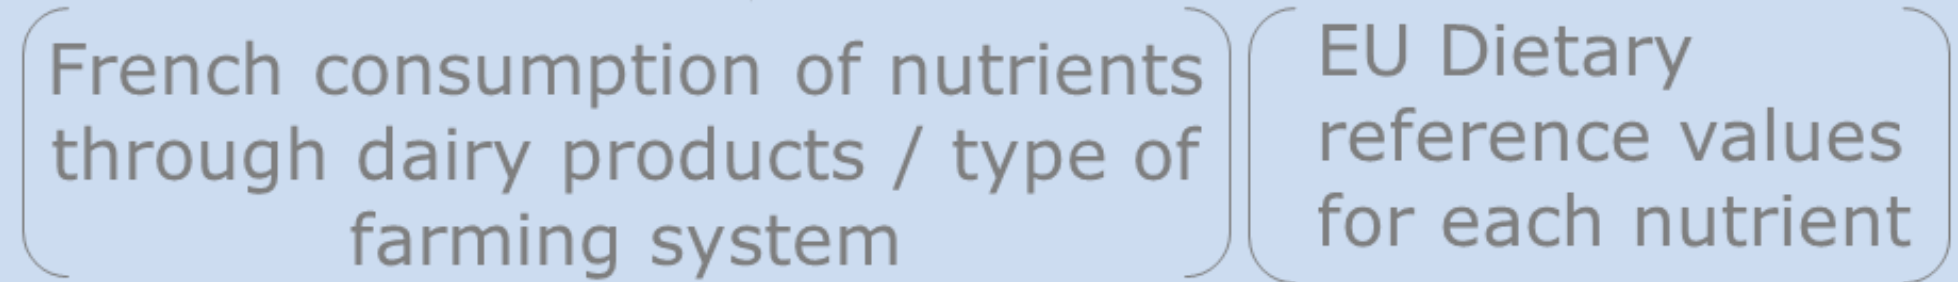 French consumption of nutrients
through dairy products / type of
farming system
EU Dietary
reference values
for each nutrient